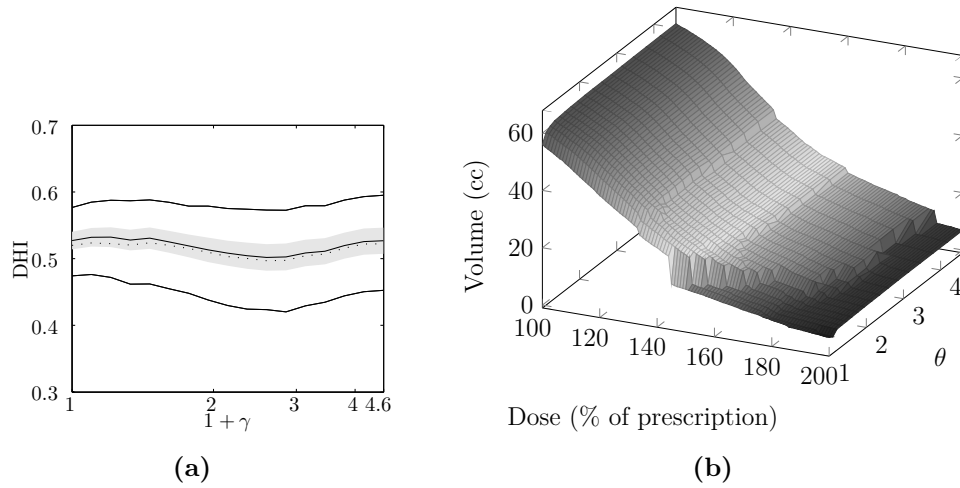 0.7
0.6
0.5
0.4
0.3
DHI
1 2 3 4 4.6
1 + γ
(a)
60
40
20
0
Volume (cc)
100 120 140 160 180 200
1 2 3 4
θ
Dose (% of prescription)
(b)